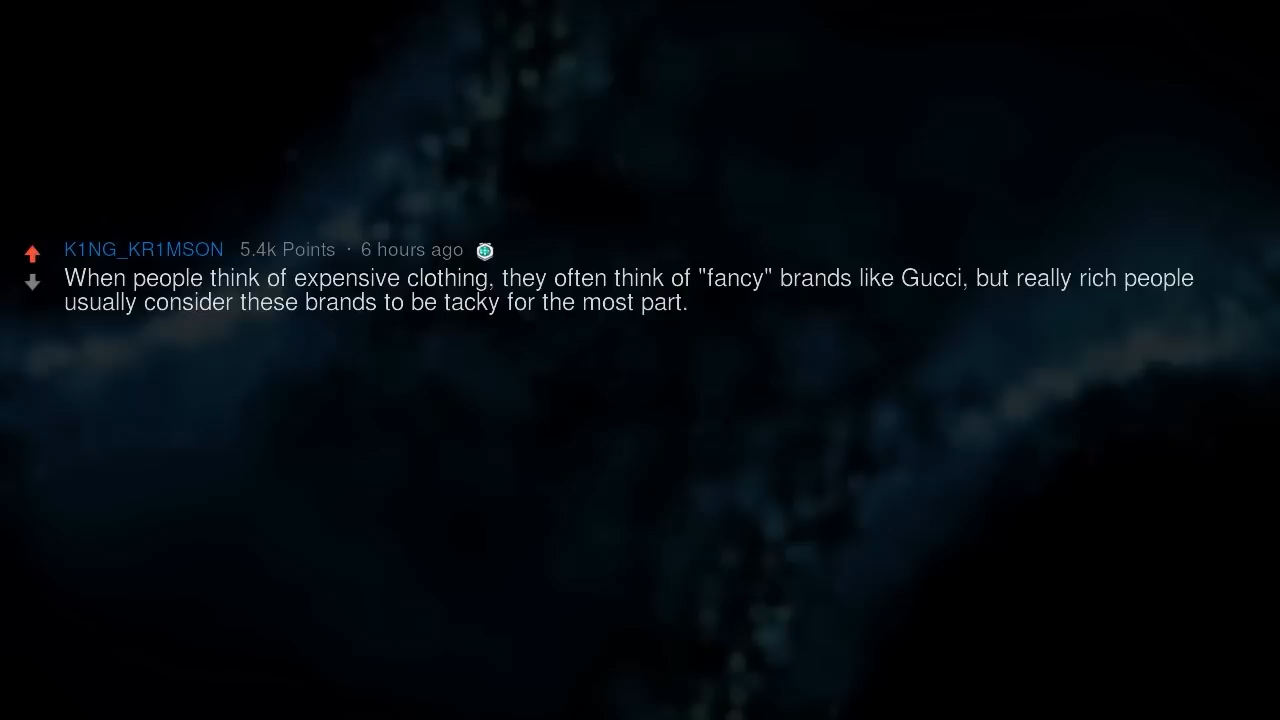 K1NG_KR1MSON 5.4k Points · 6 hours ago
When people think of expensive clothing, they often think of "fancy" brands like Gucci, but really rich people
usually consider these brands to be tacky for the most part.